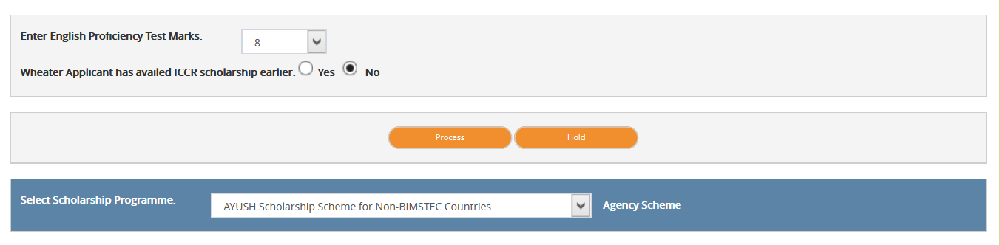 Enter English Proficiency Test Marks: 8
Wheater Applicant has availed ICCR scholarship earlier. Yes No
Process Hold
Select Scholarship Programme: AYUSH Scholarship Scheme for Non-BIMSTEC Countries Agency Scheme